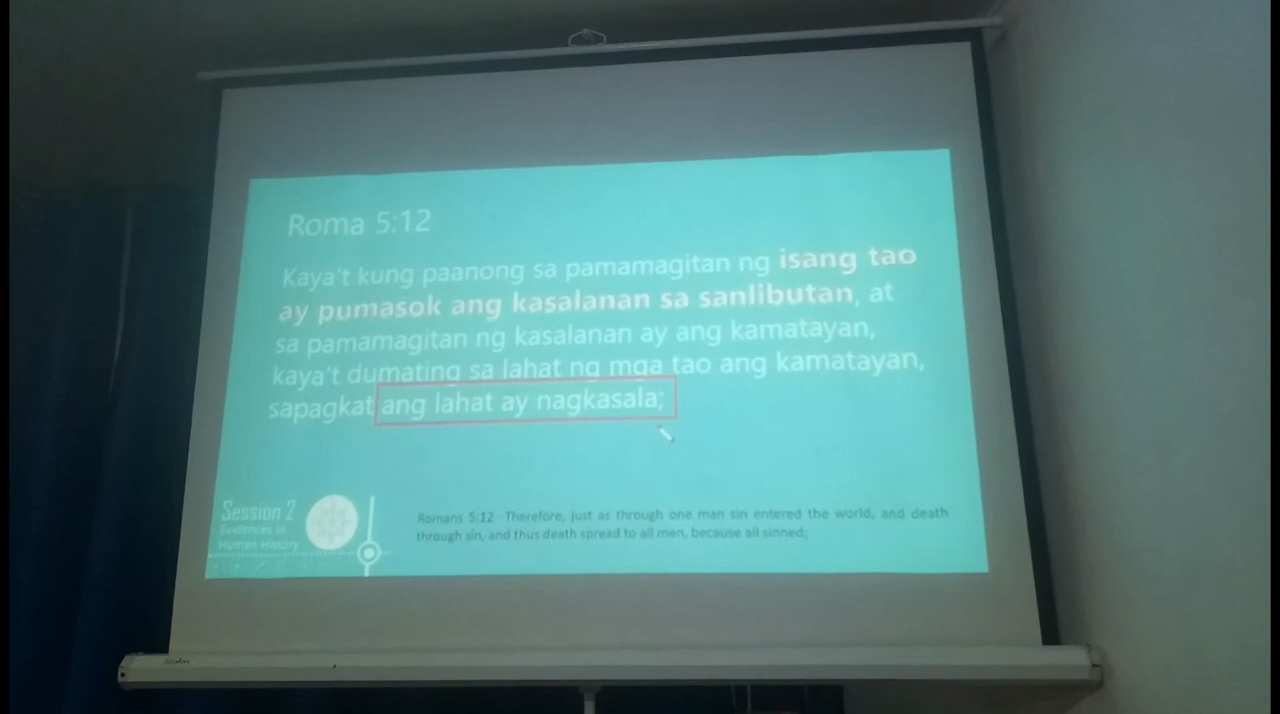 Roma 5:12
Kaya't kung paanong sa pamamagitan ng isang tao
ay pumasok ang kasalanan sa sanlibutan, at
sa pamamagitan ng kasalanan ay ang kamatayan,
kaya't dumating sa lahat ng mga tao ang kamatayan,
sapagkat ang lahat ay nagkasala;
Session 2
Evidences in
Human History
Romans 5:12 Therefore, just as through one man sin entered the world, and death
through sin, and thus death spread to all men, because all sinned;